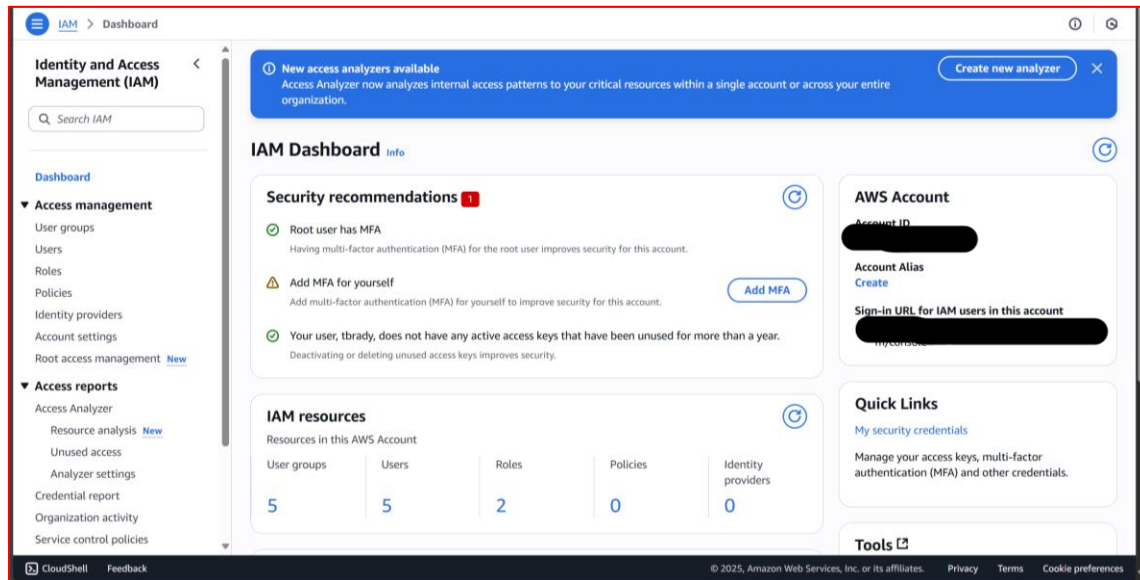 IAM > Dashboard
Identity and Access
Management (IAM)
Search IAM
Dashboard
Access management
User groups
Users
Roles
Policies
Identity providers
Account settings
Root access management New
Access reports
Access Analyzer
Resource analysis New
Unused access
Analyzer settings
Credential report
Organization activity
Service control policies
New access analyzers available
Access Analyzer now analyzes internal access patterns to your critical resources within a single account or across your entire
organization.
Create new analyzer
IAM Dashboard Info
Security recommendations 1
Root user has MFA
Having multi-factor authentication (MFA) for the root user improves security for this account.
Add MFA for yourself
Add multi-factor authentication (MFA) for yourself to improve security for this account.
Add MFA
Your user, tbrady, does not have any active access keys that have been unused for more than a year.
Deactivating or deleting unused access keys improves security.
IAM resources
Resources in this AWS Account
User groups
5
Users
5
Roles
2
Policies
0
Identity
providers
0
AWS Account
Account ID
Account Alias
Create
Sign-in URL for IAM users in this account
m/console
Quick Links
My security credentials
Manage your access keys, multi-factor
authentication (MFA) and other credentials.
Tools
CloudShell Feedback
© 2025, Amazon Web Services, Inc. or its affiliates. Privacy Terms Cookie preferences